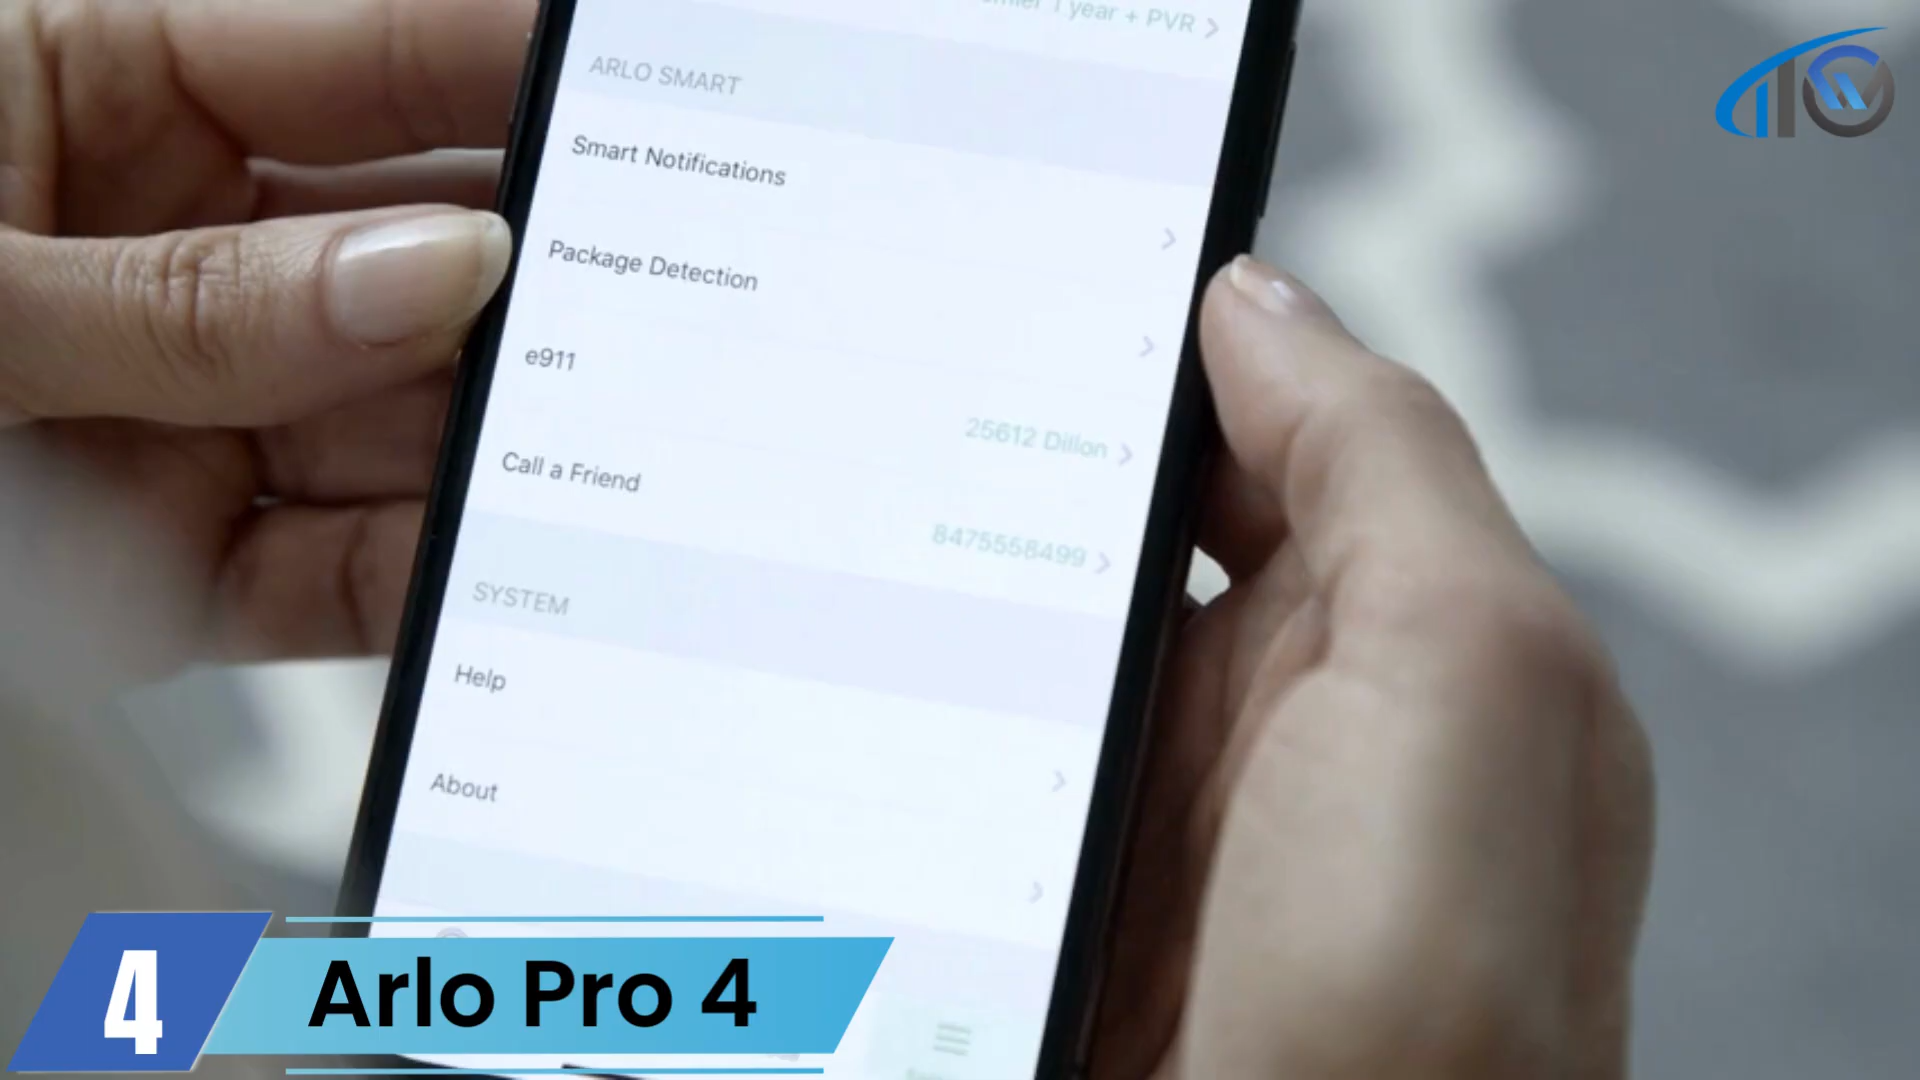 1 year + PVR
ARLO SMART
Smart Notifications
Package Detection
e911
25612 Dillon
Call a Friend
8475558499
SYSTEM
Help
About
4
Arlo Pro 4